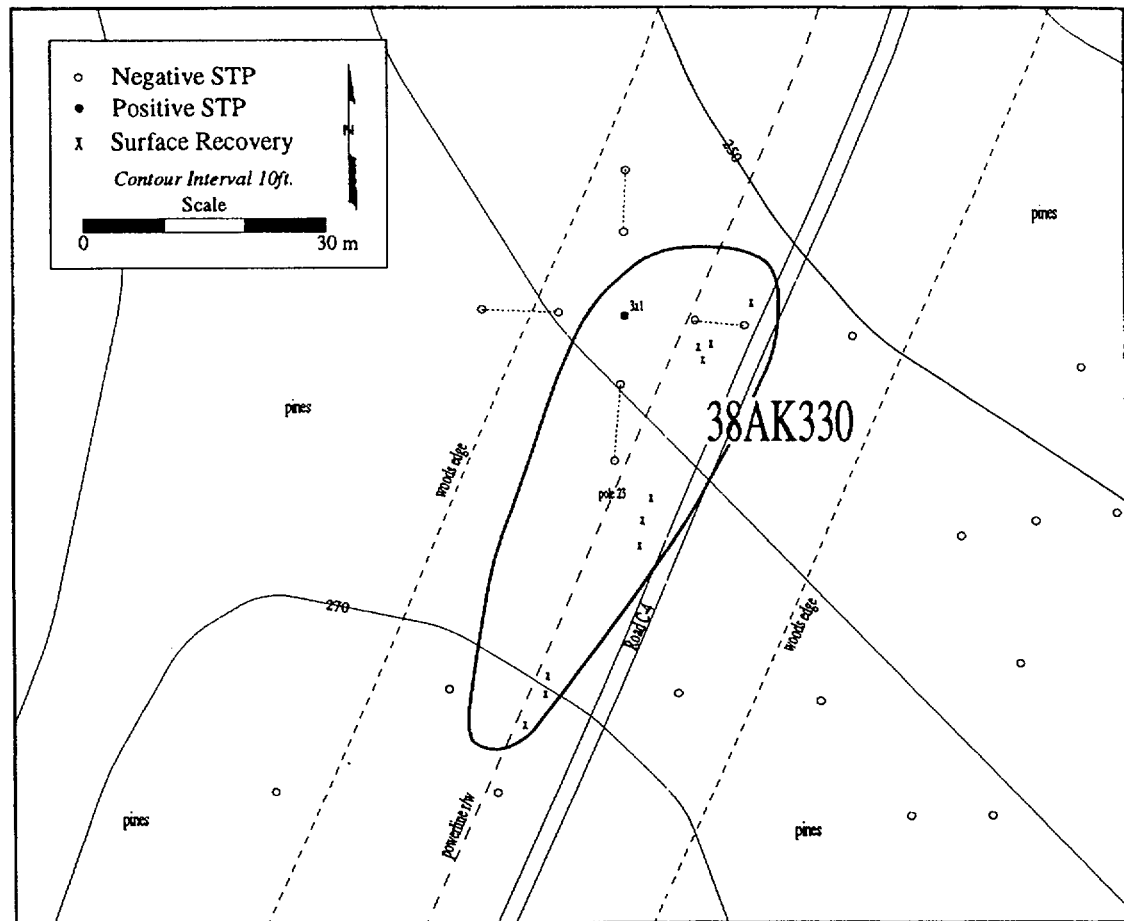 Negative STP
Positive STP
Surface Recovery
N
Contour Interval 10ft.
Scale
0 30 m
250
pines
3x1
38AK330
pines
woods edge
pole 23
270
Road C-4
woods edge
powerline r/w
pines
pines